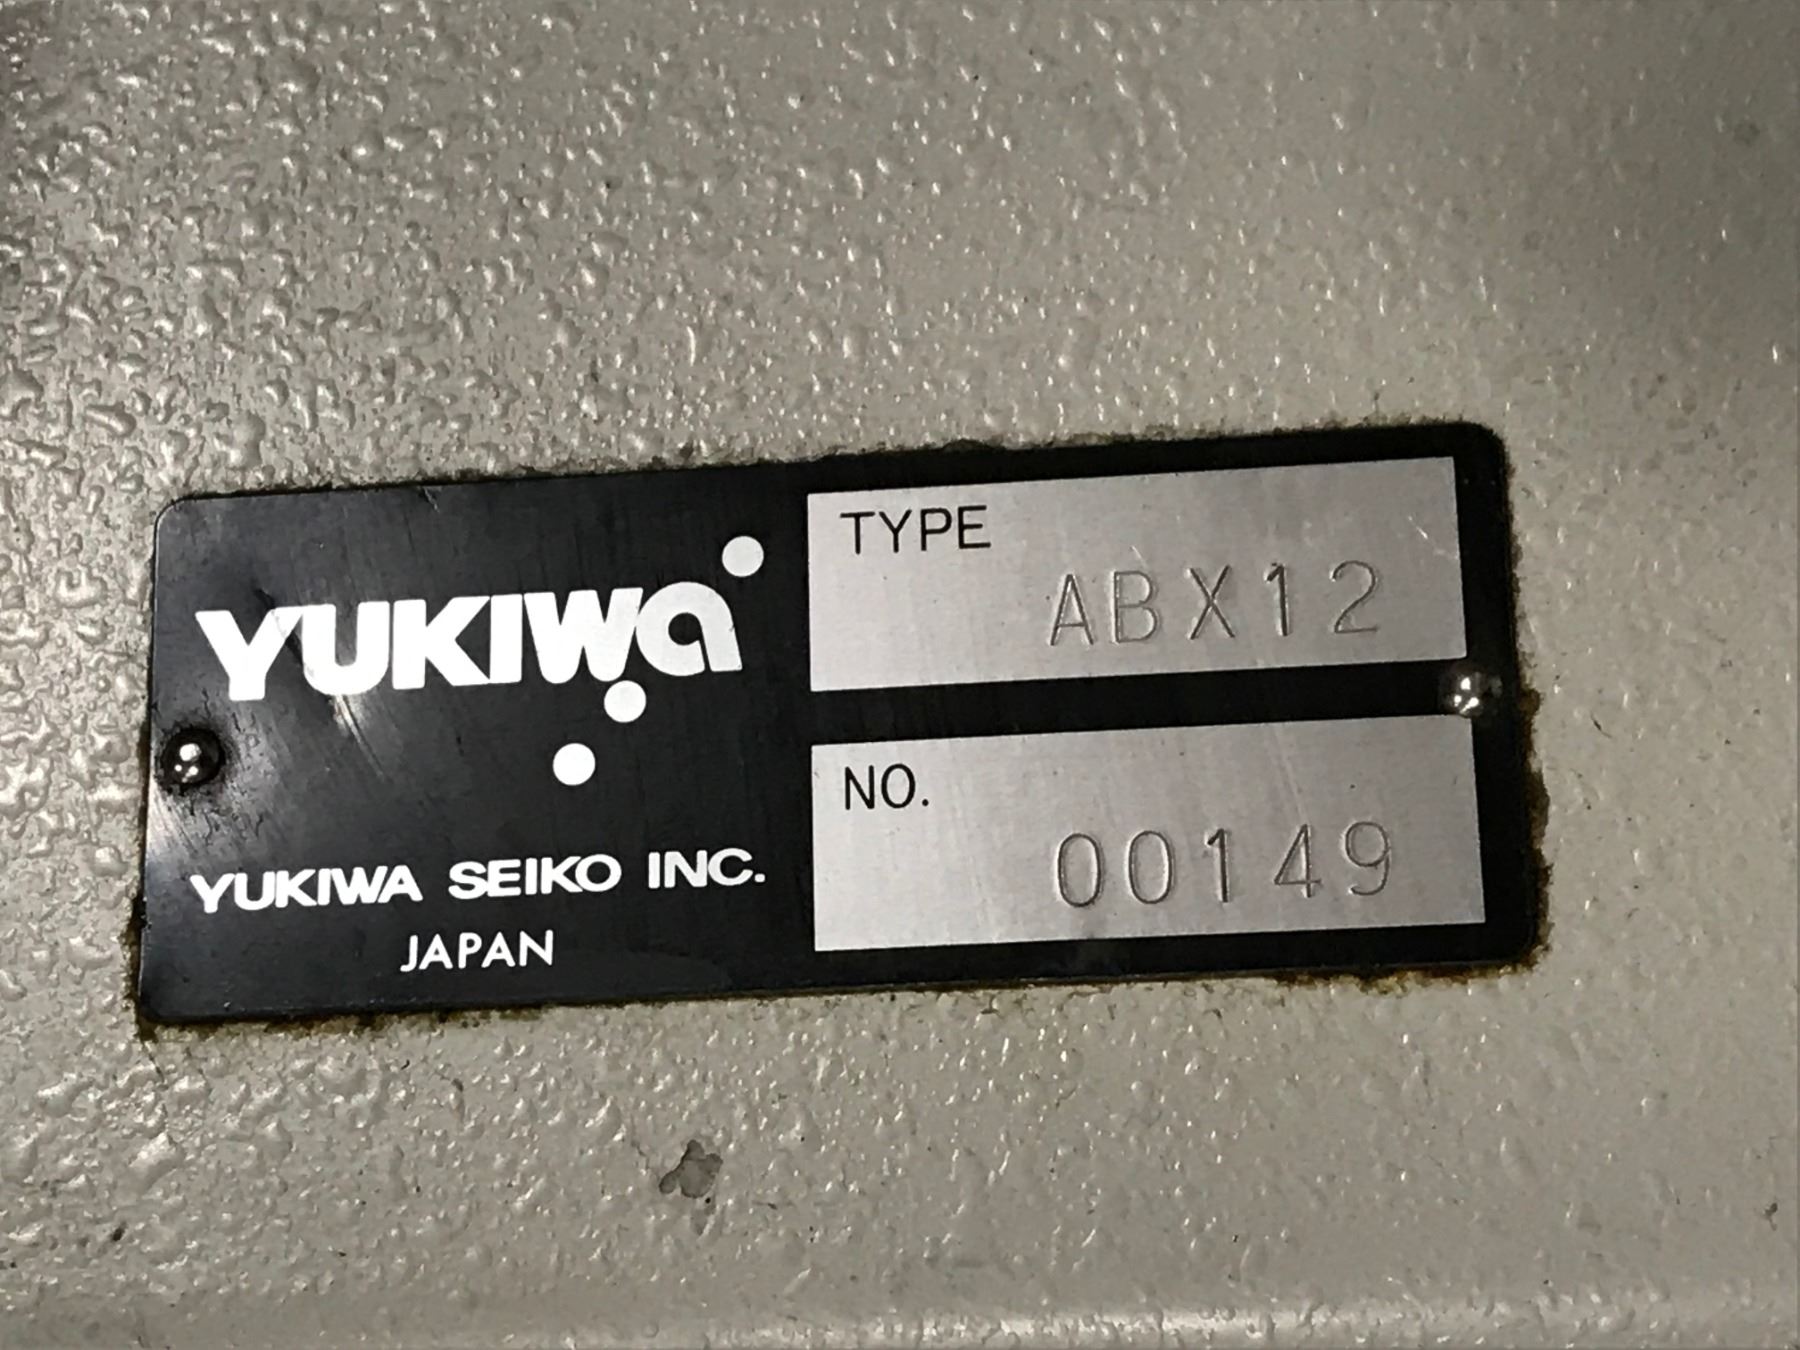 YUKIWa
YUKIWA SEIKO INC.
JAPAN
TYPE
ABX12
NO.
00149